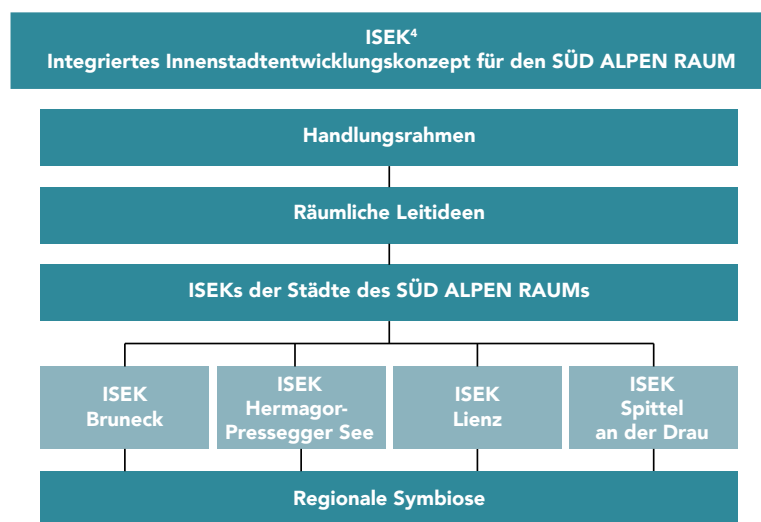 ISEK⁴
Integriertes Innenstadtentwicklungskonzept für den SÜD ALPEN RAUM
Handlungsrahmen
Räumliche Leitideen
ISEKs der Städte des SÜD ALPEN RAUMs
ISEK
Bruneck
ISEK
Hermagor-
Pressegger See
ISEK
Lienz
ISEK
Spittel
an der Drau
Regionale Symbiose